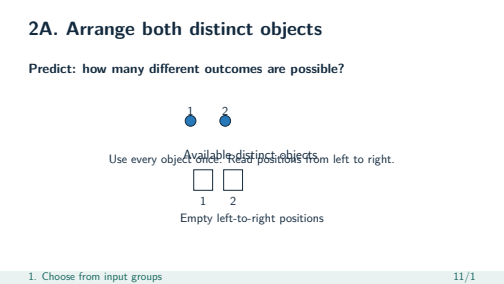 2A. Arrange both distinct objects
Predict: how many different outcomes are possible?
1 2
Available distinct objects
Use every object once. Read positions from left to right.
1 2
Empty left-to-right positions
1. Choose from input groups 11/1